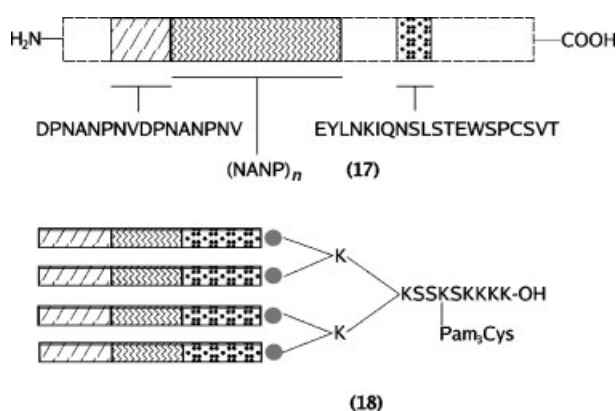 H₂N
COOH
DPNANPNVDPNANPNV
EYLNKIQNSLSTEWSPCSVT
(NANP)ₙ
(17)
K
KSSKSKKKK-OH
K
Pam₃Cys
(18)